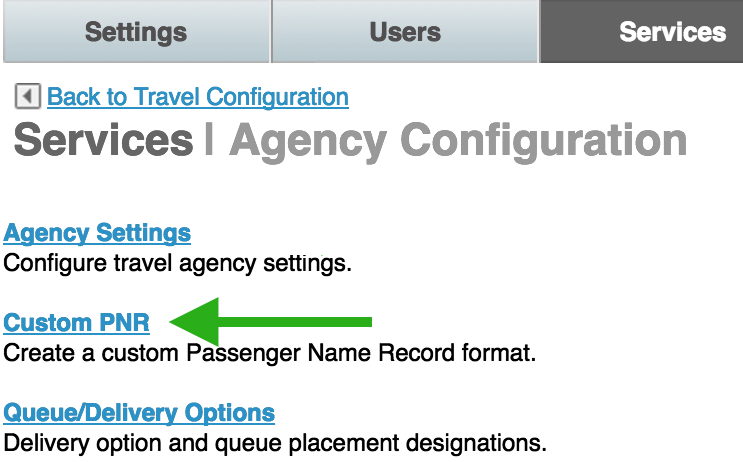 Settings Users Services
Back to Travel Configuration
Services | Agency Configuration
Agency Settings
Configure travel agency settings.
Custom PNR
Create a custom Passenger Name Record format.
Queue/Delivery Options
Delivery option and queue placement designations.